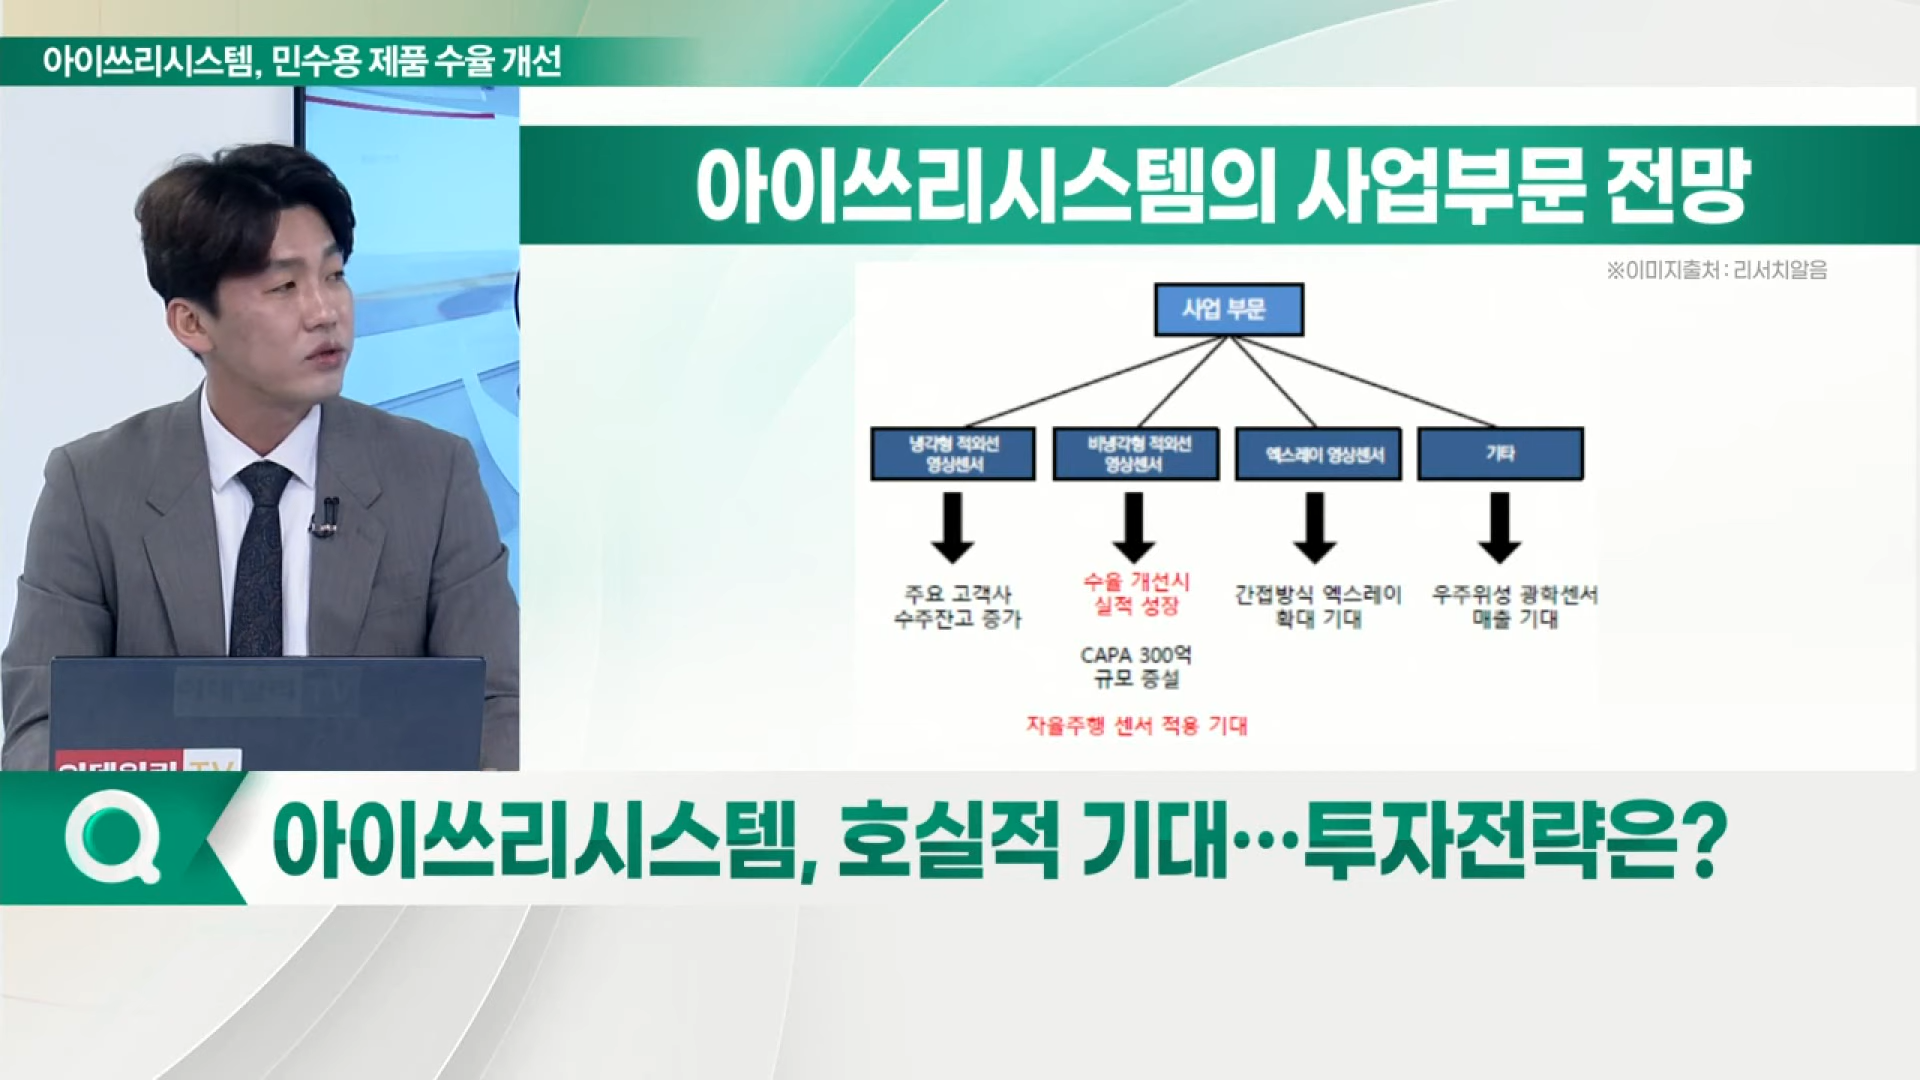 아이쓰리시스템, 민수용 제품 수율 개선
아이쓰리시스템의 사업부문 전망
※이미지출처 : 리서치알음
사업 부문
냉각형 적외선
영상센서
비냉각형 적외선
영상센서
엑스레이 영상센서
기타
주요 고객사
수주잔고 증가
수율 개선시
실적 성장
CAPA 300억
규모 증설
자율주행 센서 적용 기대
간접방식 엑스레이
확대 기대
우주위성 광학센서
매출 기대
이데일리 TV
아이쓰리시스템, 호실적 기대…투자전략은?